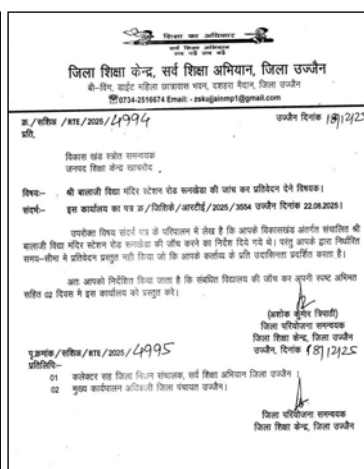 शिक्षा का अधिकार
सर्व शिक्षा अभियान
सब पढ़ें सब बढ़ें
जिला शिक्षा केन्द्र, सर्व शिक्षा अभियान, जिला उज्जैन
बी-विंग, डाईट महिला छात्रावास भवन, दशहरा मैदान, जिला उज्जैन
0734-2516674 Email: - zskujjainmp1@gmail.com
क्र./सशिअ /RTE/2025/4994 उज्जैन दिनांक 18/12/25
प्रति,
विकास खंड स्त्रोत समन्वयक
जनपद शिक्षा केन्द्र खाचरोद
विषय:- श्री बालाजी विद्या मंदिर स्टेशन रोड रूनखेडा की जांच कर प्रतिवेदन देने विषयक।
संदर्भ:- इस कार्यालय का पत्र क्र/जिशिके/आरटीई/2025/3554 उज्जैन दिनांक 22.08.2025।
उपरोक्त विषय संदर्भ पत्र के परिपालन में लेख है कि आपके विकासखंड अंतर्गत संचालित श्री
बालाजी विद्या मंदिर स्टेशन रोड रूनखेडा की जाँच करने का निर्देश दिये गये थे। परंतु आपके द्वारा निर्धारित
समय-सीमा मे प्रतिवेदन प्रस्तुत नही किया जो कि आपके कर्तव्य के प्रति उदासिनता प्रदर्शित करता है।
अतः आपको निर्देशित किया जाता है कि संबधित विद्यालय की जाँच कर अपनी स्पष्ट अभिमत
सहित 02 दिवस मे इस कार्यालय को प्रस्तुत करे।
(अशोक कुमार त्रिपाठी)
जिला परियोजना समन्वयक
जिला शिक्षा केन्द्र, जिला उज्जैन
पृ.क्रमांक/सशिअ/RTE/2025/4995 उज्जैन, दिनांक 18/12/25
प्रतिलिपि:-
01 कलेक्टर सह जिला मिशन संचालक, सर्व शिक्षा अभियान जिला उज्जैन।
02 मुख्य कार्यपालन अधिकारी जिला पंचायत उज्जैन।
जिला परियोजना समन्वयक
जिला शिक्षा केन्द्र, जिला उज्जैन